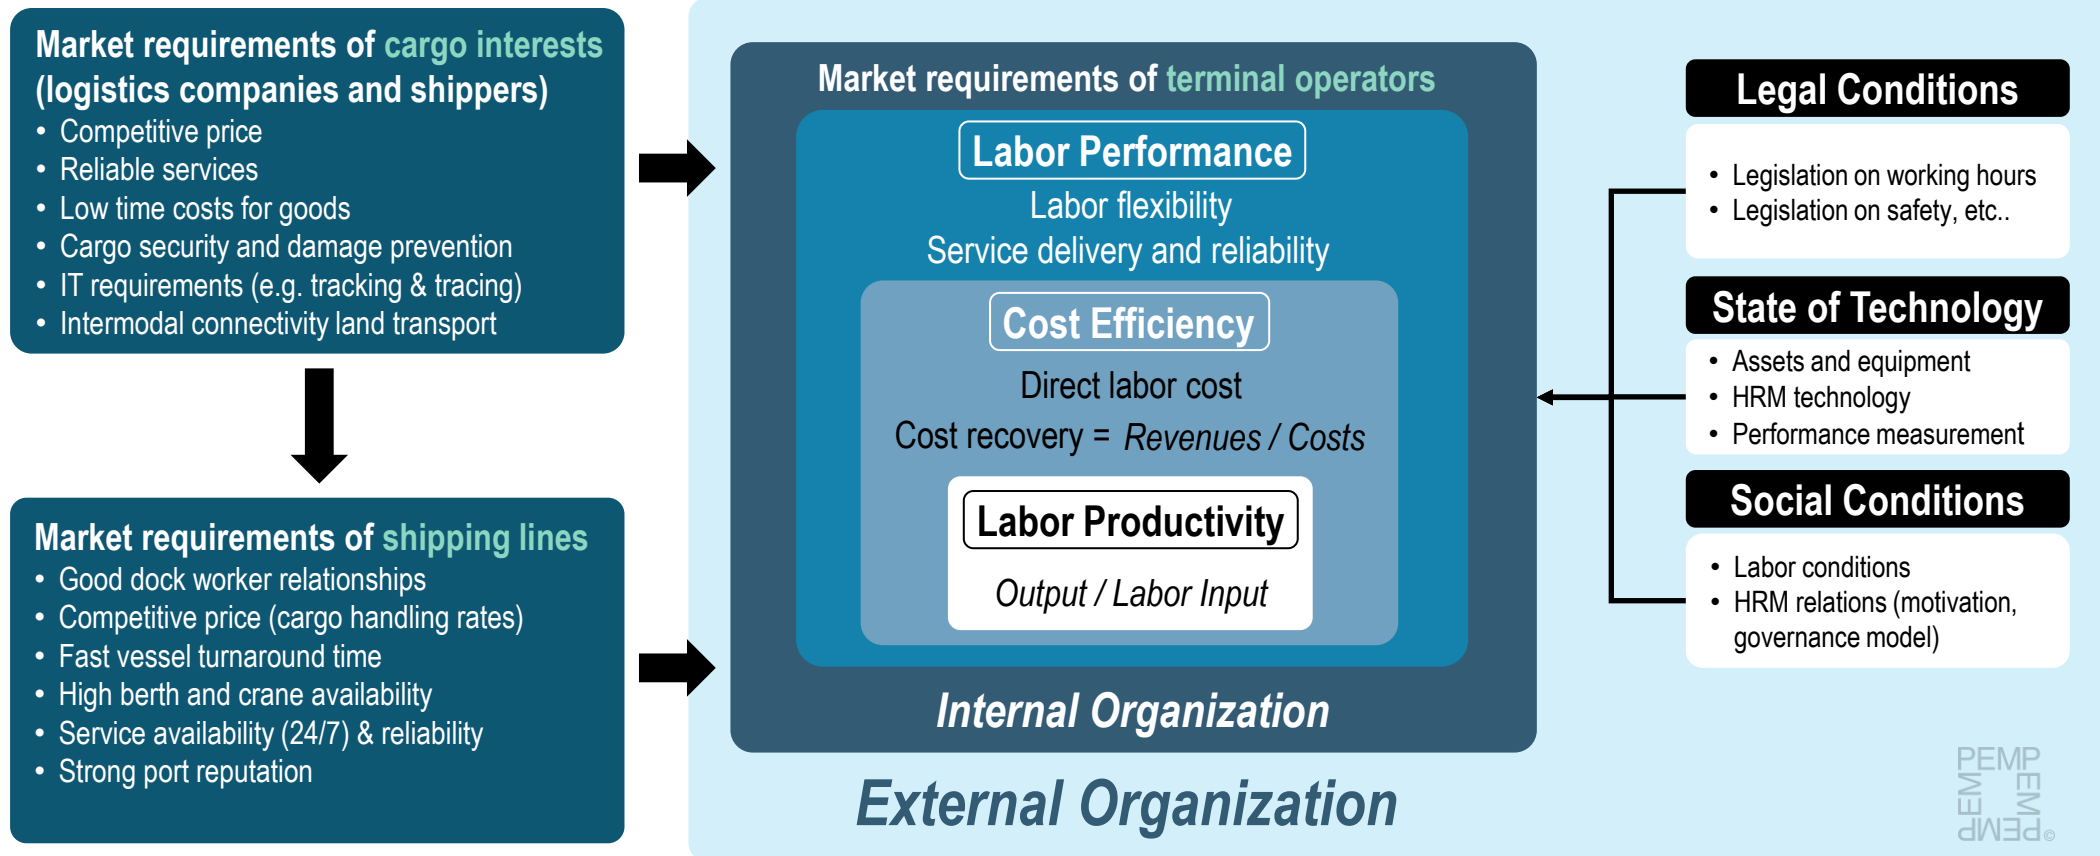 Market requirements of cargo interests
(logistics companies and shippers)
• Competitive price
• Reliable services
• Low time costs for goods
• Cargo security and damage prevention
• IT requirements (e.g. tracking & tracing)
• Intermodal connectivity land transport
Market requirements of shipping lines
• Good dock worker relationships
• Competitive price (cargo handling rates)
• Fast vessel turnaround time
• High berth and crane availability
• Service availability (24/7) & reliability
• Strong port reputation
Market requirements of terminal operators
Labor Performance
Labor flexibility
Service delivery and reliability
Cost Efficiency
Direct labor cost
Cost recovery = Revenues / Costs
Labor Productivity
Output / Labor Input
Internal Organization
External Organization
Legal Conditions
• Legislation on working hours
• Legislation on safety, etc..
State of Technology
• Assets and equipment
• HRM technology
• Performance measurement
Social Conditions
• Labor conditions
• HRM relations (motivation,
governance model)
PEMP
PEMP
PEMP
PEMP
©